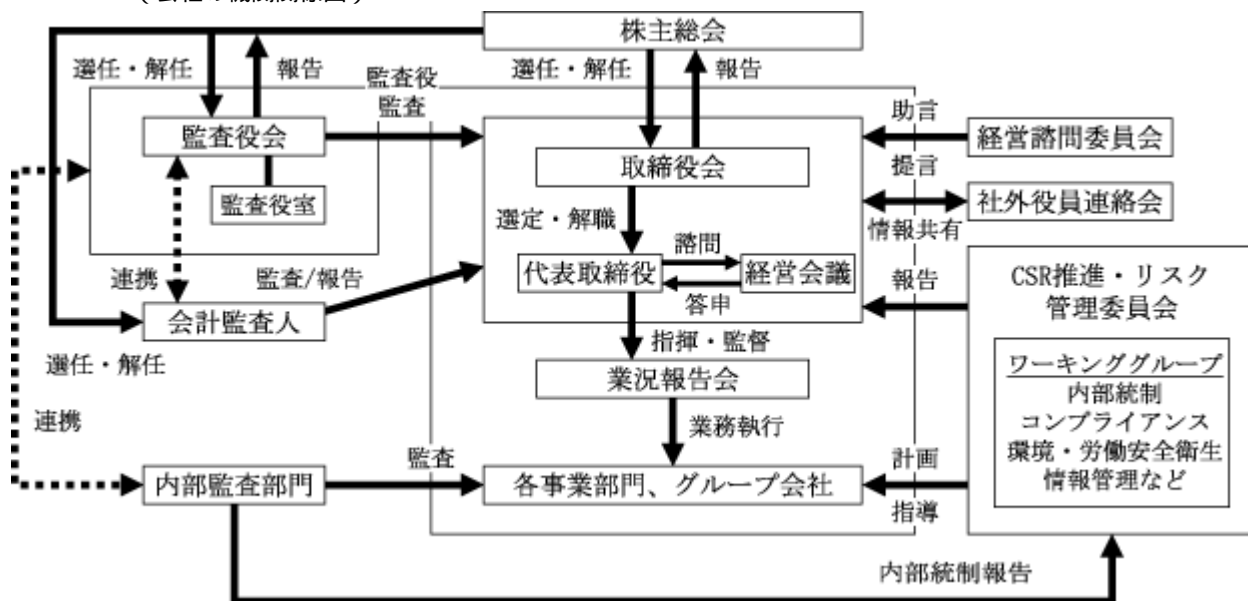 (会社の機関関係図)
株主総会
選任・解任
報告
監査役
選任・解任
報告
監査
助言
監査役会
経営諮問委員会
取締役会
提言
監査役室
社外役員連絡会
選定・解職
情報共有
諮問
連携
監査/報告
代表取締役
経営会議
報告
CSR推進・リスク
管理委員会
答申
会計監査人
指揮・監督
選任・解任
業況報告会
ワーキンググループ
内部統制
コンプライアンス
環境・労働安全衛生
情報管理など
連携
業務執行
監査
計画
内部監査部門
各事業部門、グループ会社
指導
内部統制報告